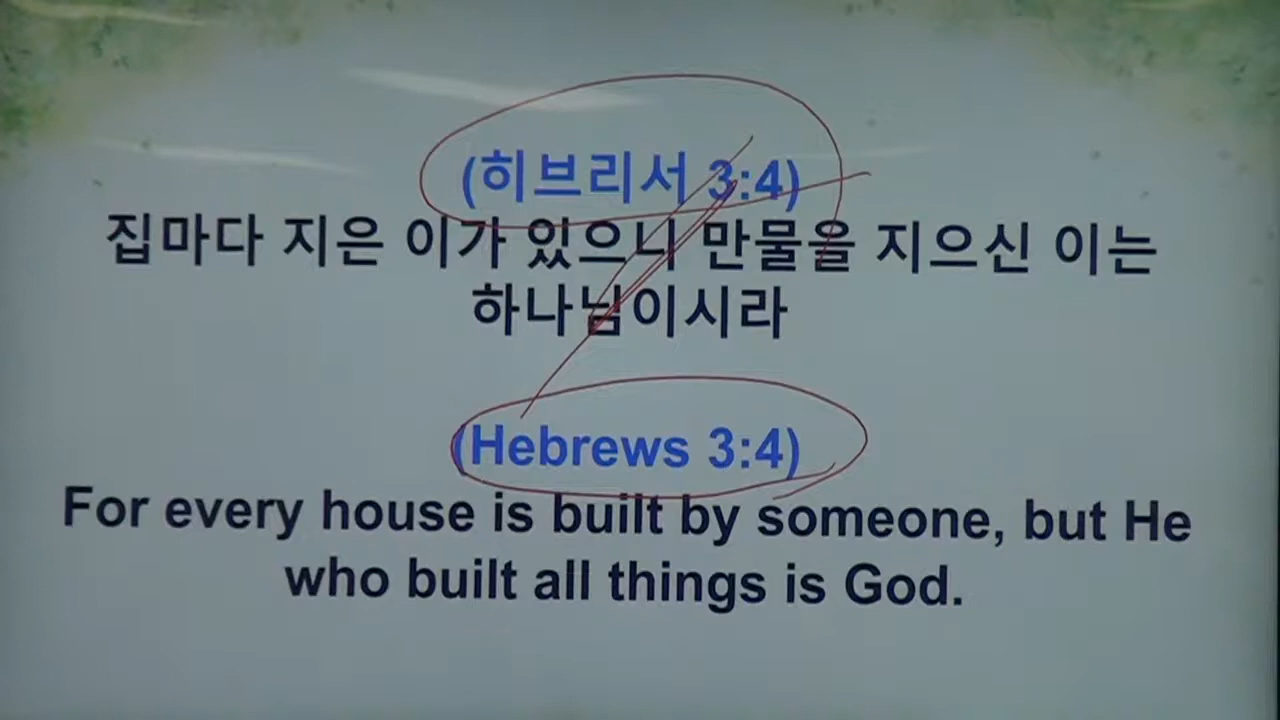 (히브리서 3:4)
집마다 지은 이가 있으니 만물을 지으신 이는
하나님이시라
(Hebrews 3:4)
For every house is built by someone, but He
who built all things is God.